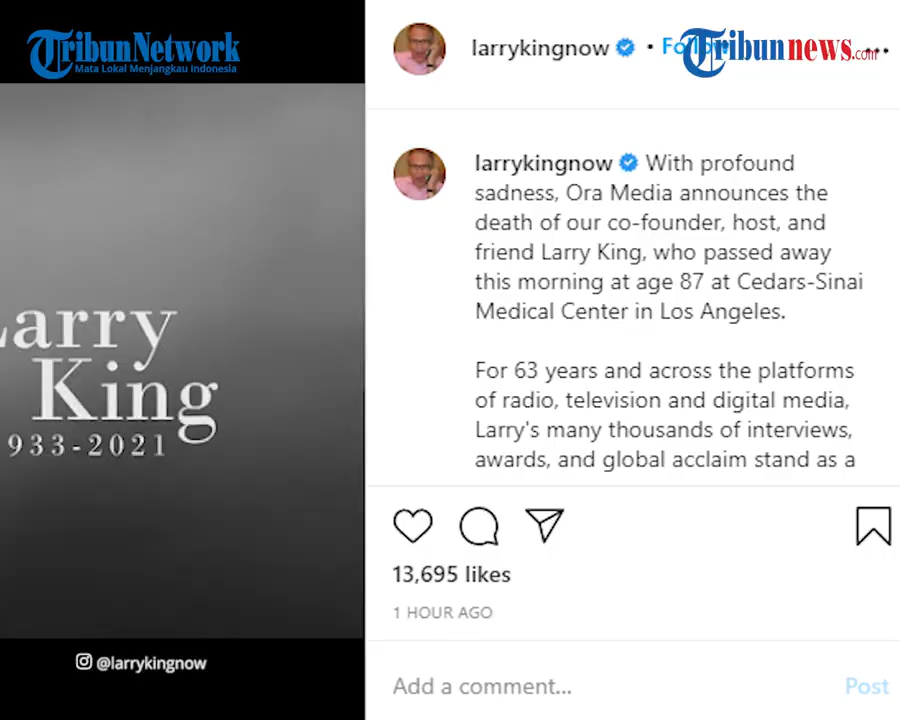 TribunNetwork
Mata Lokal Menjangkau Indonesia
Larry
King
1933-2021
@larrykingnow
larrykingnow • Follow
Tribunnews.com
larrykingnow With profound
sadness, Ora Media announces the
death of our co-founder, host, and
friend Larry King, who passed away
this morning at age 87 at Cedars-Sinai
Medical Center in Los Angeles.
For 63 years and across the platforms
of radio, television and digital media,
Larry's many thousands of interviews,
awards, and global acclaim stand as a
13,695 likes
1 HOUR AGO
Add a comment...
Post